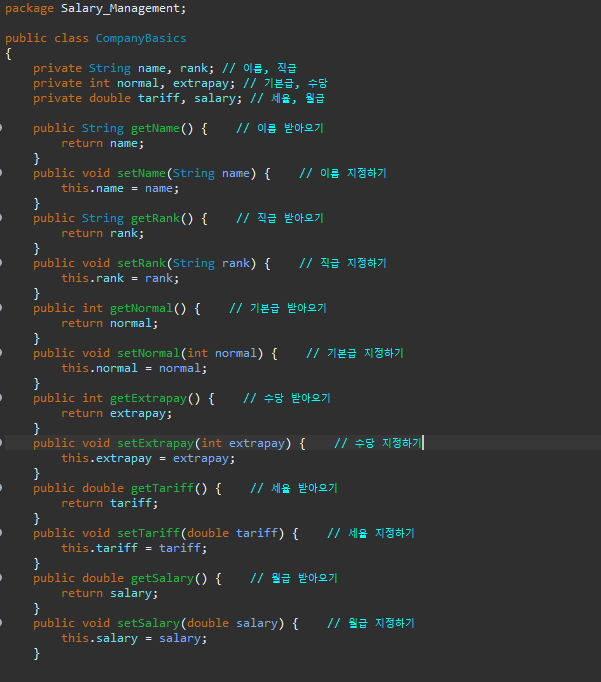 package Salary_Management;
public class CompanyBasics
{
private String name, rank; // 이름, 직급
private int normal, extrapay; // 기본급, 수당
private double tariff, salary; // 세율, 월급
public String getName() { // 이름 받아오기
return name;
}
public void setName(String name) { // 이름 지정하기
this.name = name;
}
public String getRank() { // 직급 받아오기
return rank;
}
public void setRank(String rank) { // 직급 지정하기
this.rank = rank;
}
public int getNormal() { // 기본급 받아오기
return normal;
}
public void setNormal(int normal) { // 기본급 지정하기
this.normal = normal;
}
public int getExtrapay() { // 수당 받아오기
return extrapay;
}
public void setExtrapay(int extrapay) { // 수당 지정하기
this.extrapay = extrapay;
}
public double getTariff() { // 세율 받아오기
return tariff;
}
public void setTariff(double tariff) { // 세율 지정하기
this.tariff = tariff;
}
public double getSalary() { // 월급 받아오기
return salary;
}
public void setSalary(double salary) { // 월급 지정하기
this.salary = salary;
}